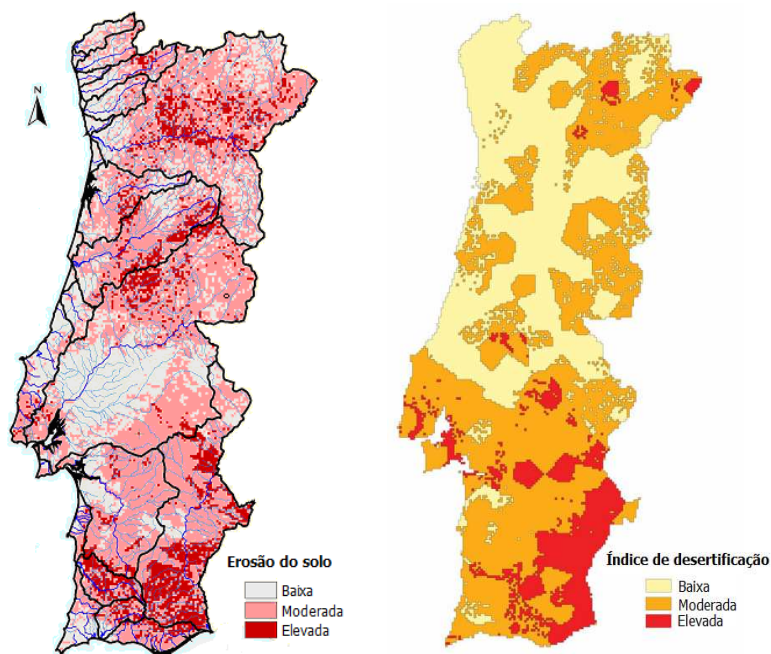 N
Erosão do solo
Baixa
Moderada
Elevada
Índice de desertificação
Baixa
Moderada
Elevada